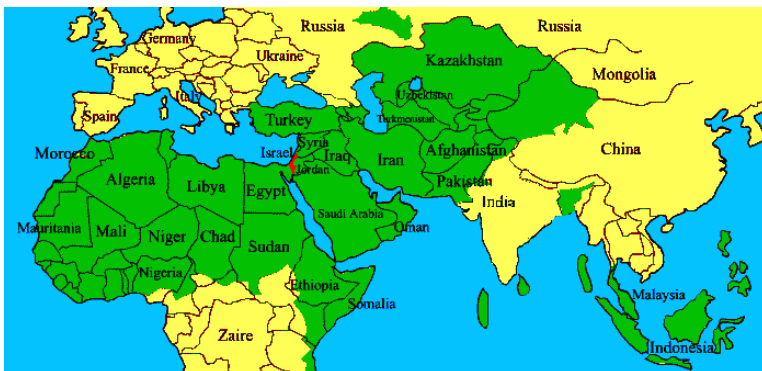 Germany
Russia
Russia
France
Ukraine
Kazakhstan
Mongolia
Italy
Uzbekistan
Spain
Turkey
Turkmenistan
China
Morocco
Israel
Syria
Iraq
Iran
Afghanistan
Jordan
Algeria
Libya
Egypt
Pakistan
India
Saudi Arabia
Mauritania
Mali
Niger
Chad
Sudan
Oman
Nigeria
Ethiopia
Somalia
Malaysia
Zaire
Indonesia